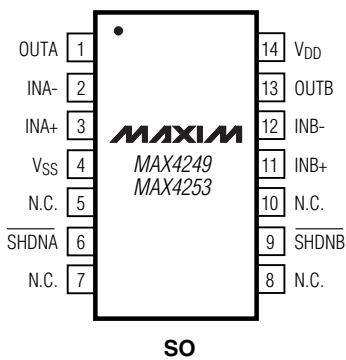 OUTA 1
INA- 2
INA+ 3
VSS 4
N.C. 5
SHDNA 6
N.C. 7
MAXIM
MAX4249
MAX4253
14 VDD
13 OUTB
12 INB-
11 INB+
10 N.C.
9 SHDNB
8 N.C.
SO